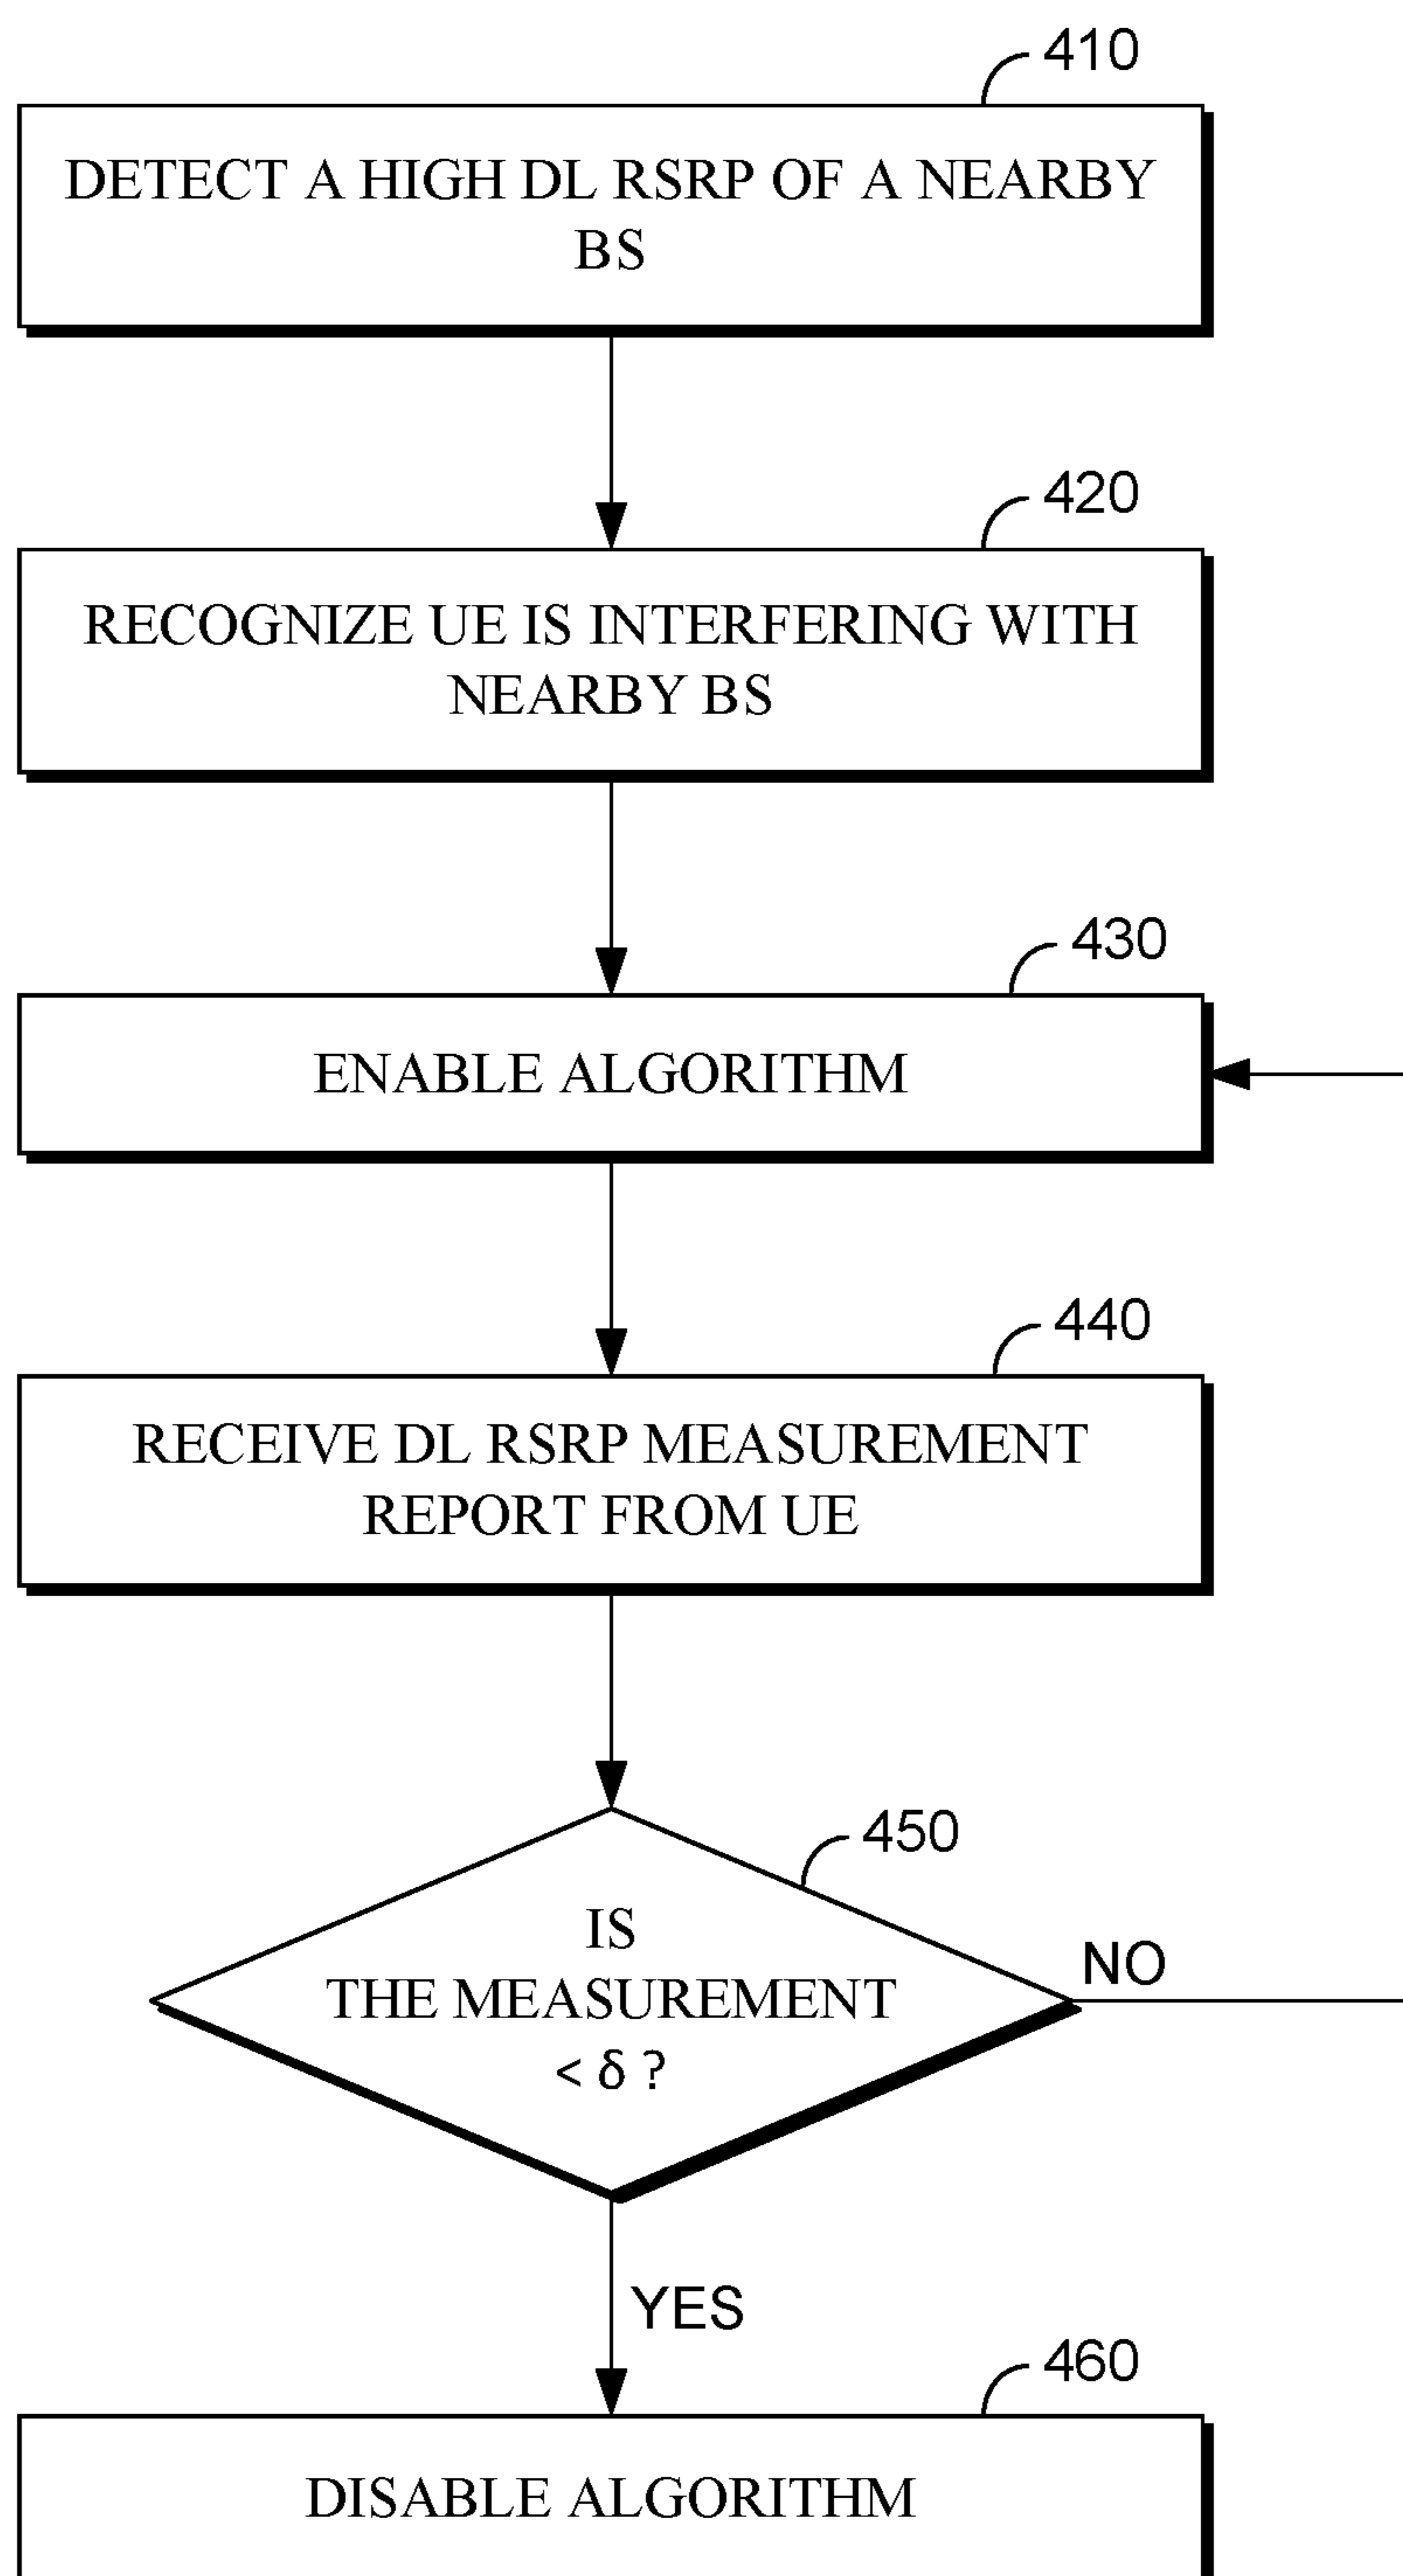 410
DETECT A HIGH DL RSRP OF A NEARBY
BS
420
RECOGNIZE UE IS INTERFERING WITH
NEARBY BS
430
ENABLE ALGORITHM
440
RECEIVE DL RSRP MEASUREMENT
REPORT FROM UE
450
IS
THE MEASUREMENT
< δ ?
NO
YES
460
DISABLE ALGORITHM